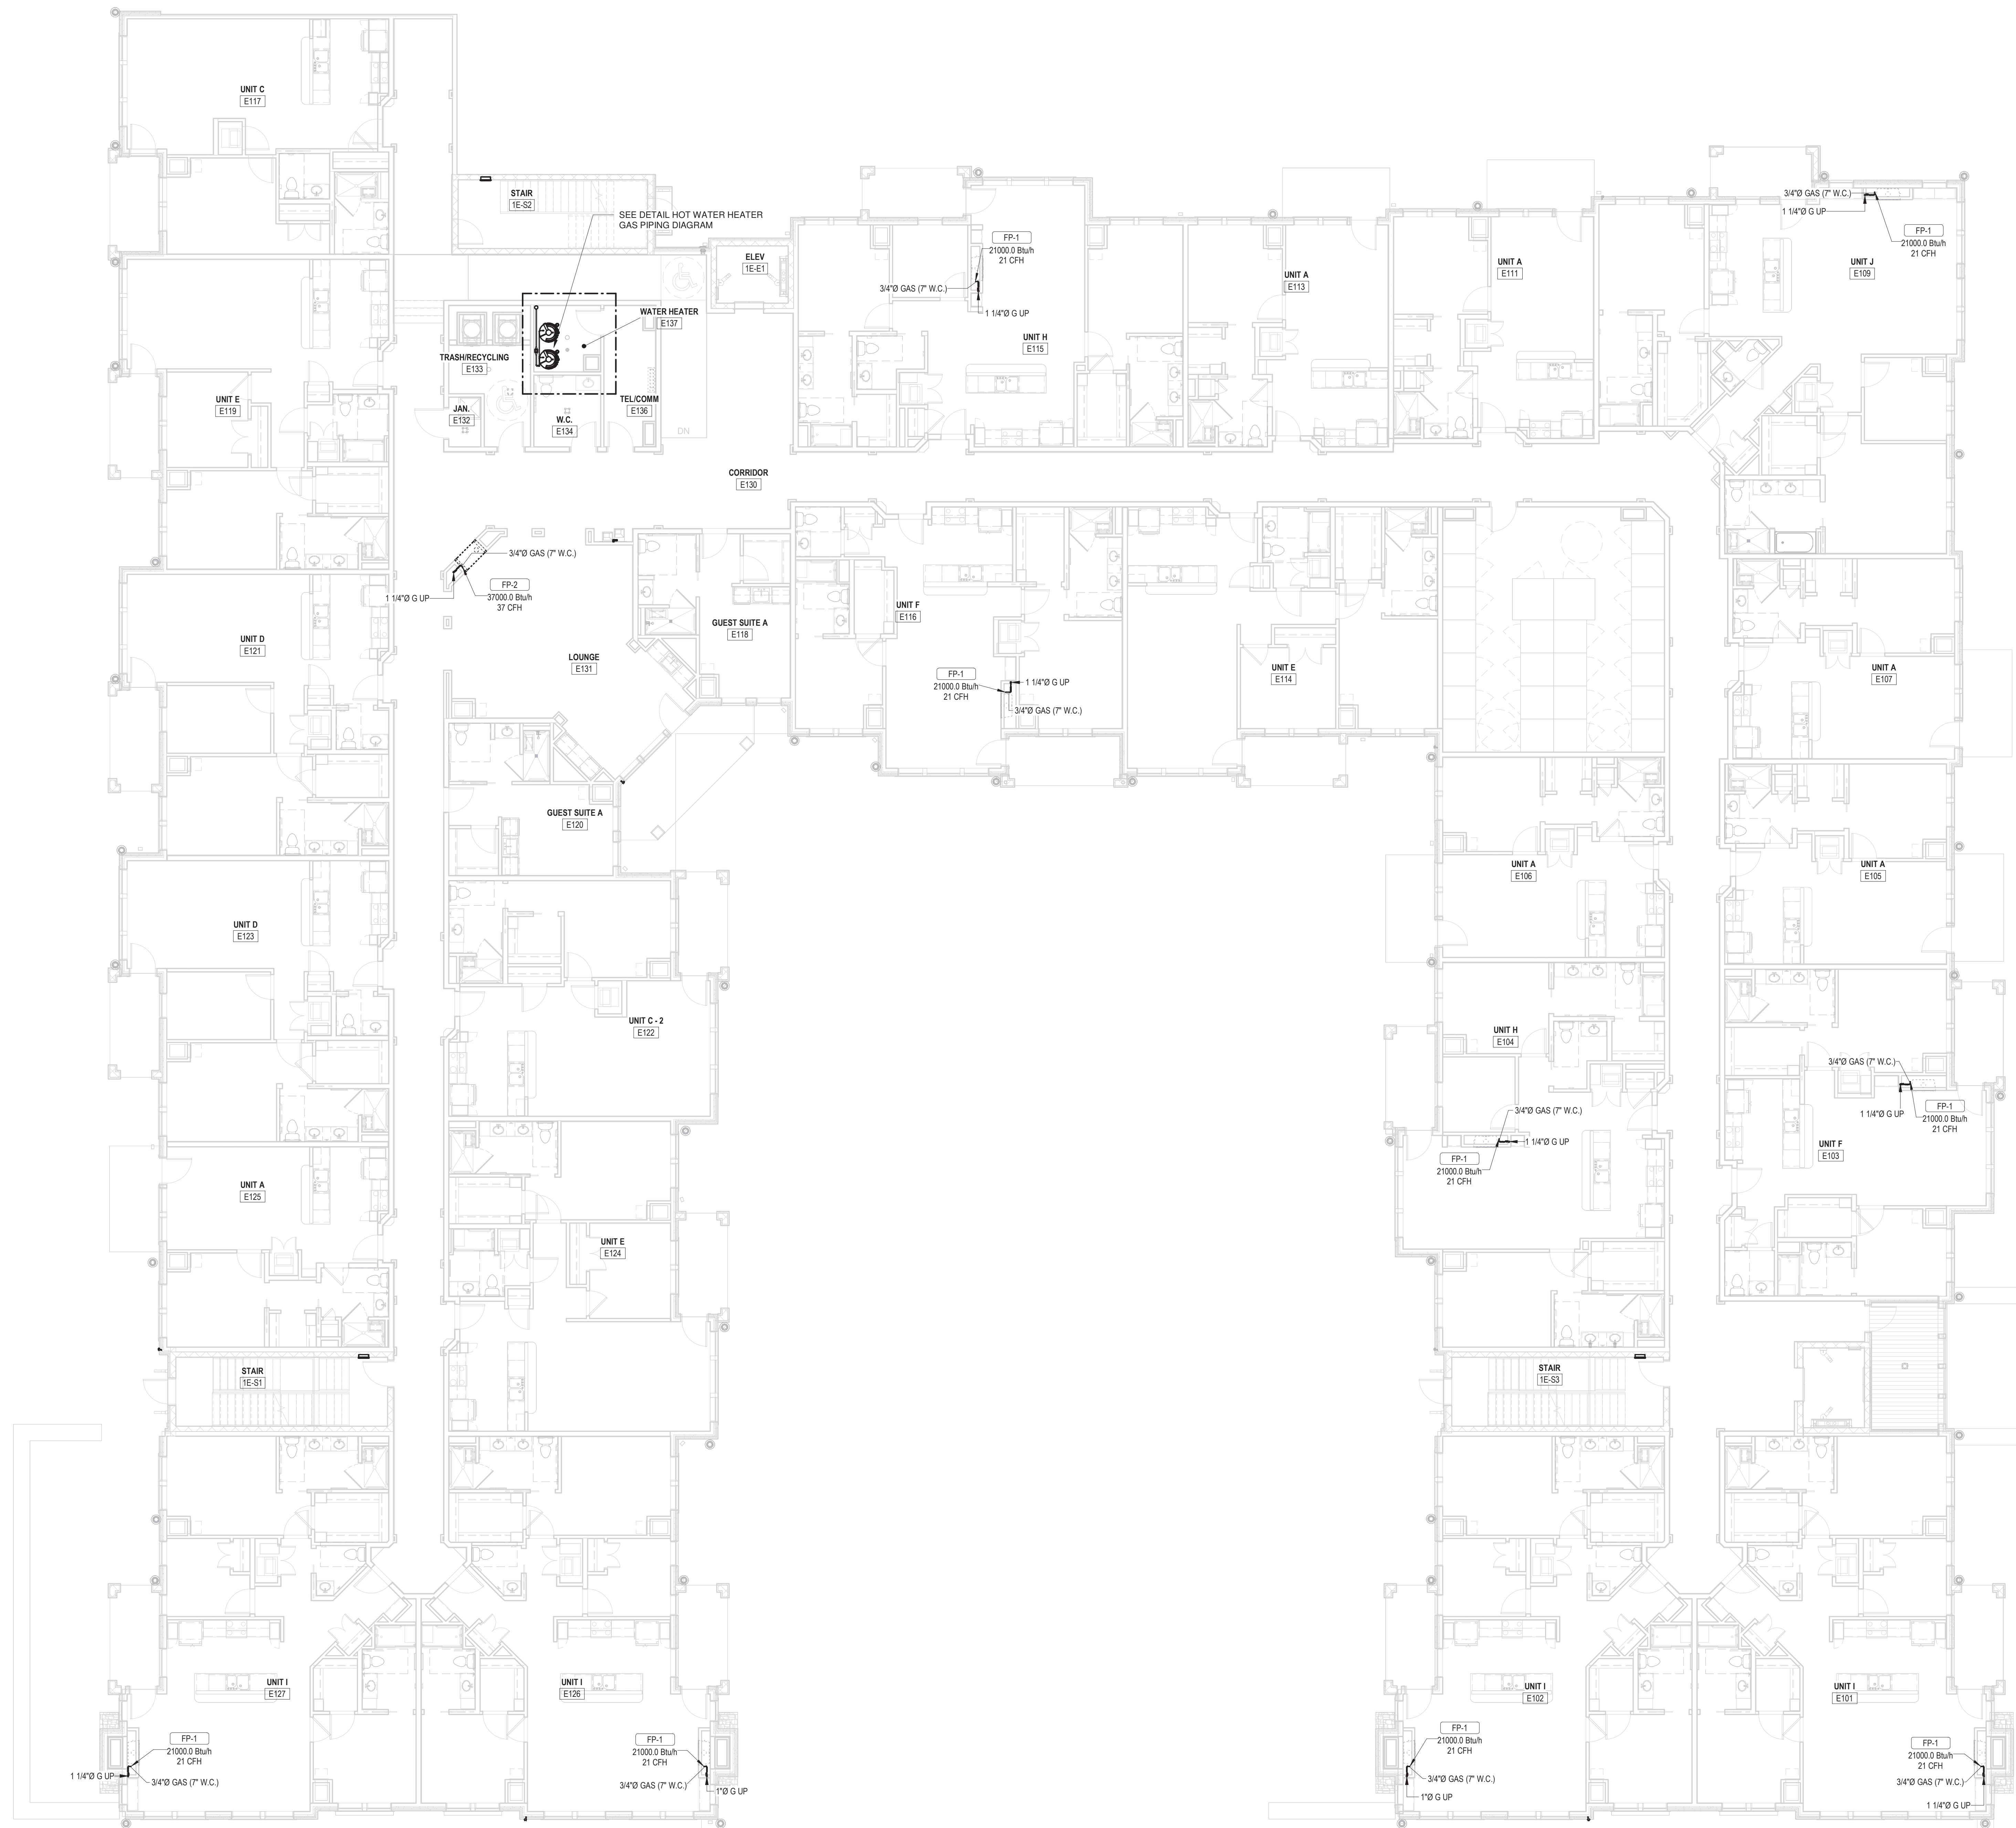 UNIT C
E117
STAIR
1E-S2
SEE DETAIL HOT WATER HEATER
GAS PIPING DIAGRAM
ELEV
1E-E1
WATER HEATER
E137
TRASH/RECYCLING
E133
JAN.
E132
W.C.
E134
TEL/COMM
E136
DN
UNIT E
E119
CORRIDOR
E130
FP-1
21000.0 Btu/h
21 CFH
3/4"Ø GAS (7" W.C.)
1 1/4"Ø G UP
UNIT H
E115
UNIT A
E113
UNIT A
E111
3/4"Ø GAS (7" W.C.)
1 1/4"Ø G UP
FP-1
21000.0 Btu/h
21 CFH
UNIT J
E109
3/4"Ø GAS (7" W.C.)
FP-2
37000.0 Btu/h
37 CFH
1 1/4"Ø G UP
UNIT D
E121
LOUNGE
E131
GUEST SUITE A
E118
UNIT F
E116
FP-1
21000.0 Btu/h
21 CFH
1 1/4"Ø G UP
3/4"Ø GAS (7" W.C.)
UNIT E
E114
UNIT A
E107
GUEST SUITE A
E120
UNIT A
E106
UNIT A
E105
UNIT D
E123
UNIT C - 2
E122
UNIT H
E104
3/4"Ø GAS (7" W.C.)
1 1/4"Ø G UP
FP-1
21000.0 Btu/h
21 CFH
3/4"Ø GAS (7" W.C.)
1 1/4"Ø G UP
FP-1
21000.0 Btu/h
21 CFH
UNIT F
E103
UNIT A
E125
UNIT E
E124
STAIR
1E-S1
STAIR
1E-S3
UNIT I
E127
UNIT I
E126
UNIT I
E102
UNIT I
E101
FP-1
21000.0 Btu/h
21 CFH
1 1/4"Ø G UP
3/4"Ø GAS (7" W.C.)
FP-1
21000.0 Btu/h
21 CFH
3/4"Ø GAS (7" W.C.)
1"Ø G UP
FP-1
21000.0 Btu/h
21 CFH
3/4"Ø GAS (7" W.C.)
1"Ø G UP
FP-1
21000.0 Btu/h
21 CFH
3/4"Ø GAS (7" W.C.)
1 1/4"Ø G UP